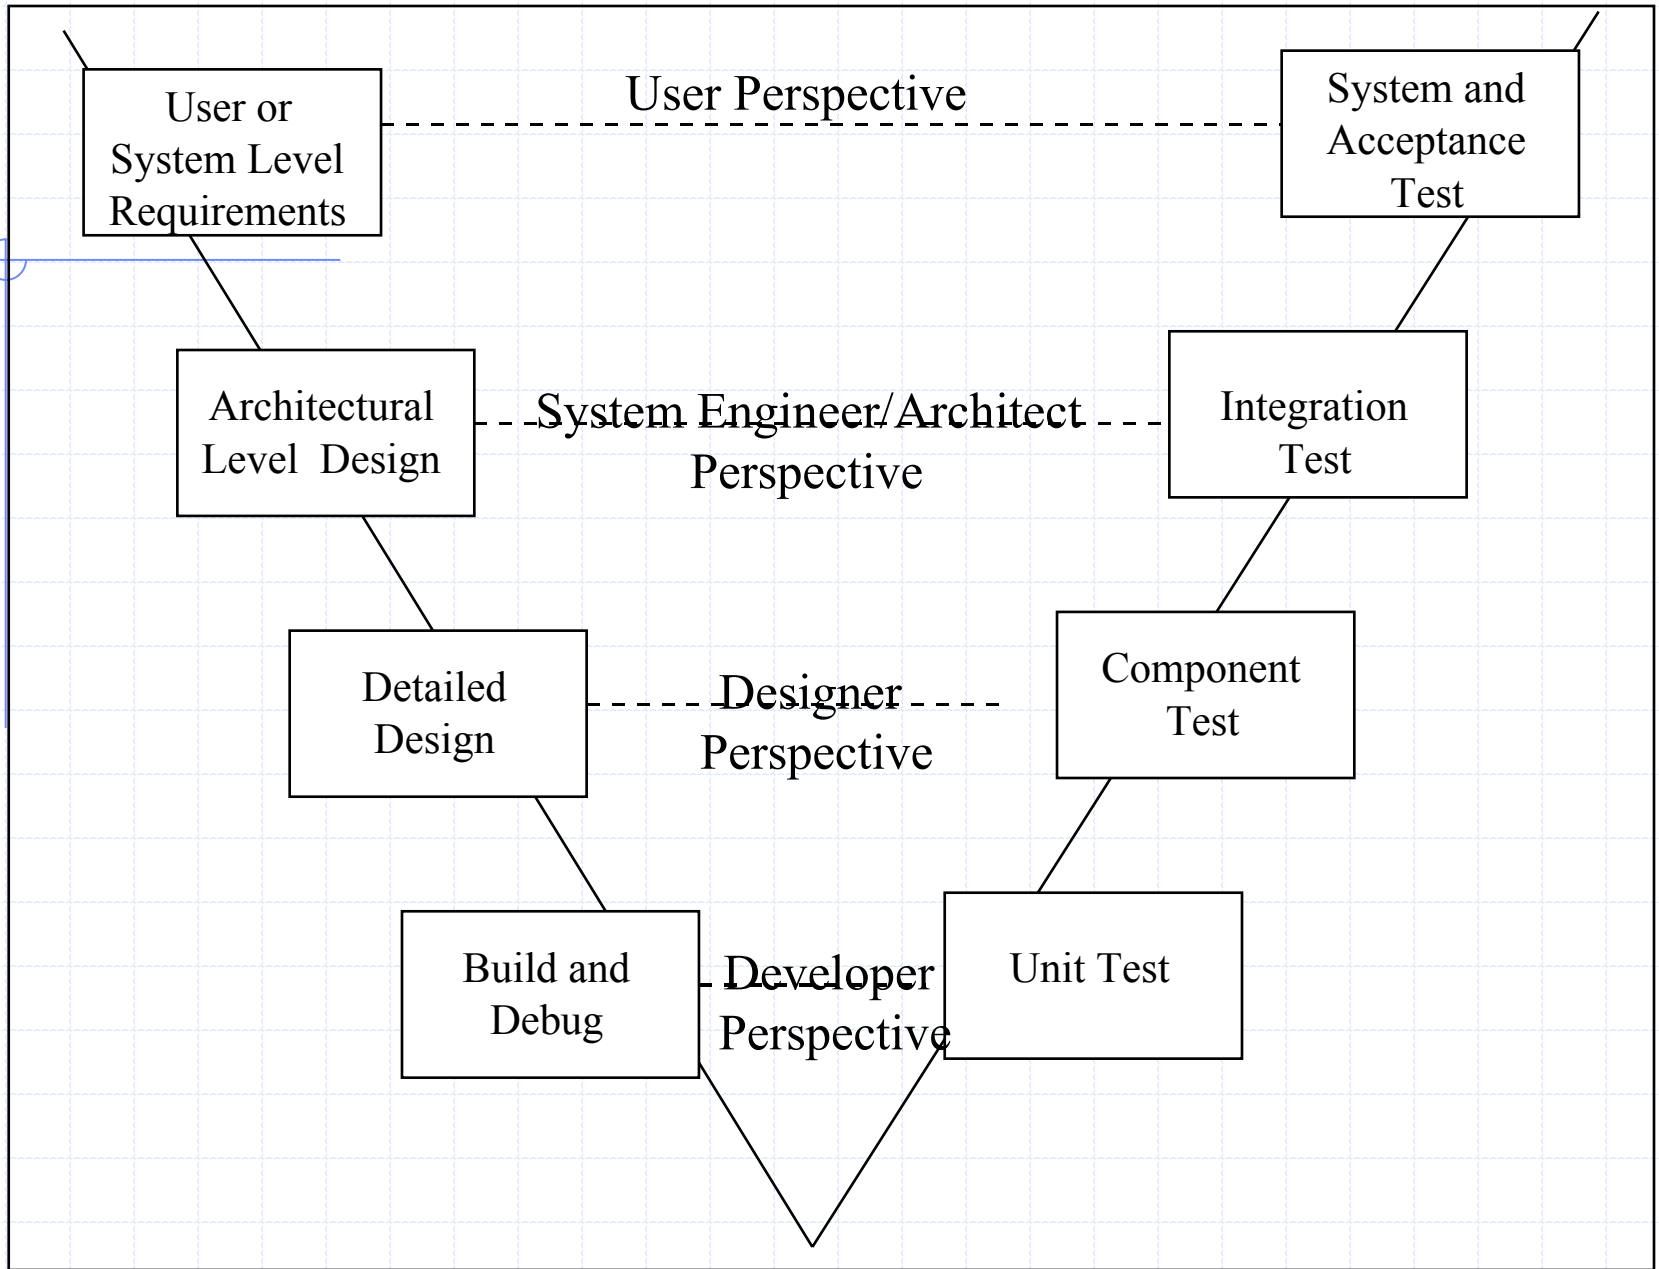 User or
System Level
Requirements
User Perspective
System and
Acceptance
Test
Architectural
Level Design
System Engineer/Architect
Perspective
Integration
Test
Detailed
Design
Designer
Perspective
Component
Test
Build and
Debug
Developer
Perspective
Unit Test